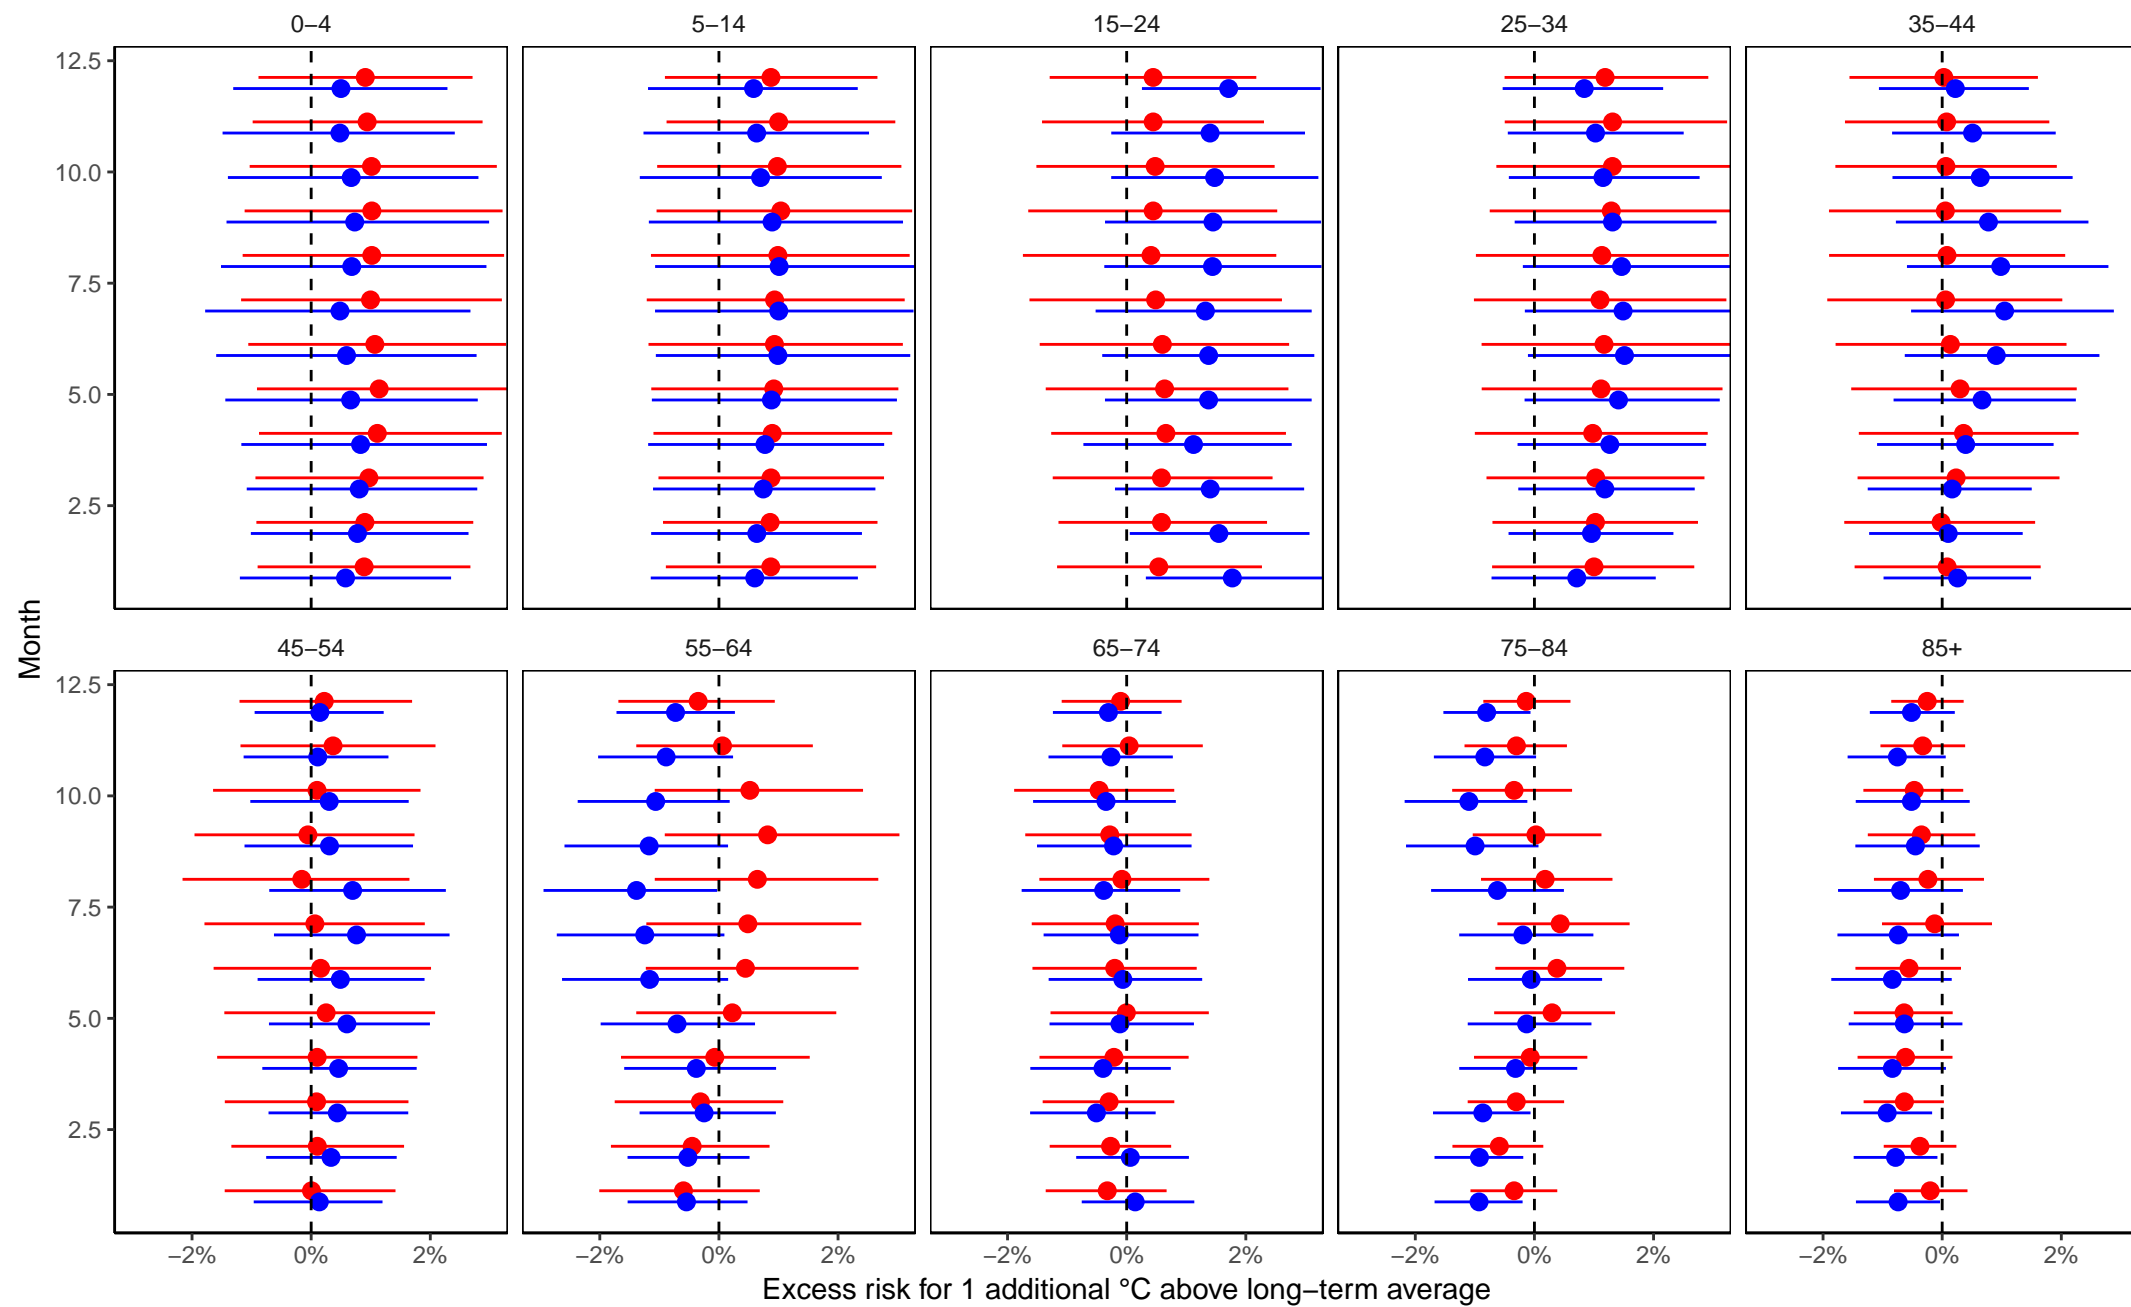 0–4 5–14 15–24 25–34 35–44
12.5
10.0
7.5
5.0
2.5
Month
45–54 55–64 65–74 75–84 85+
12.5
10.0
7.5
5.0
2.5
−2% 0% 2% −2% 0% 2% −2% 0% 2% −2% 0% 2% −2% 0% 2%
Excess risk for 1 additional °C above long−term average